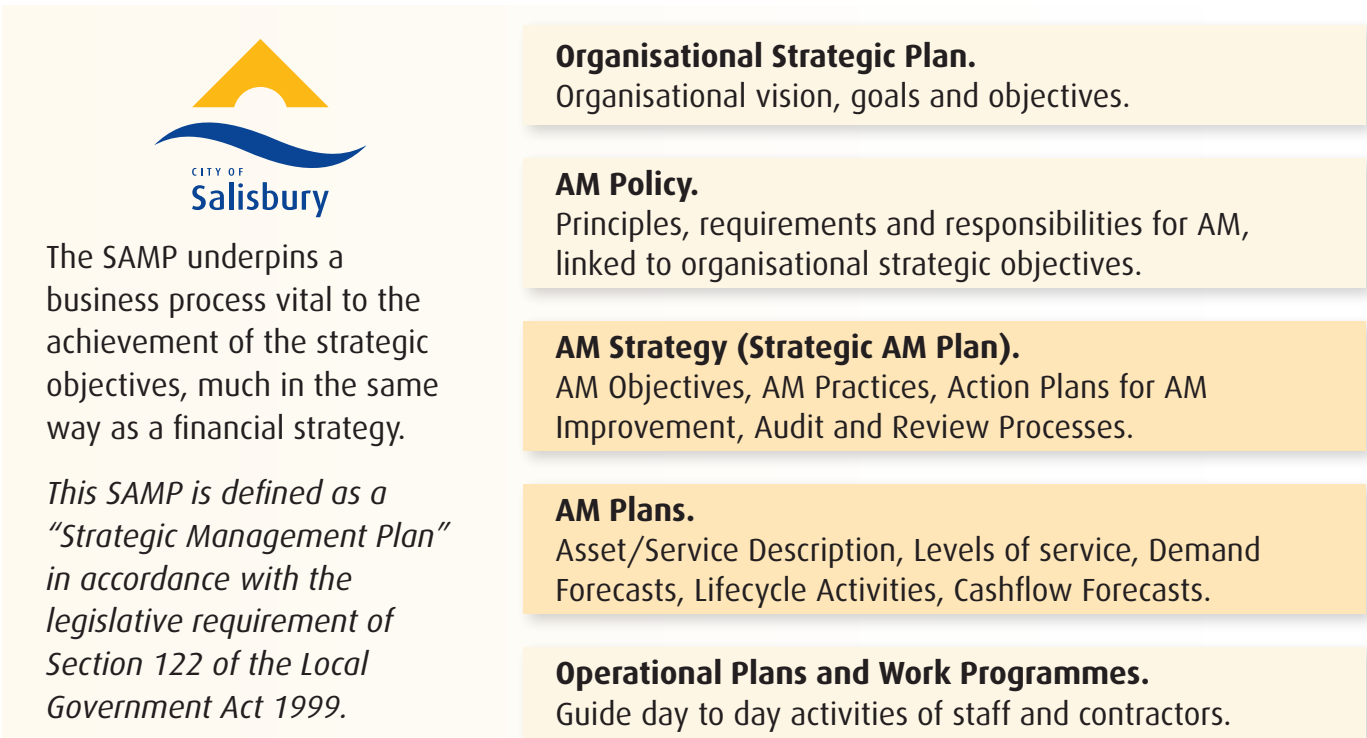 CITY OF
Salisbury
The SAMP underpins a
business process vital to the
achievement of the strategic
objectives, much in the same
way as a financial strategy.
This SAMP is defined as a
“Strategic Management Plan”
in accordance with the
legislative requirement of
Section 122 of the Local
Government Act 1999.
Organisational Strategic Plan.
Organisational vision, goals and objectives.
AM Policy.
Principles, requirements and responsibilities for AM,
linked to organisational strategic objectives.
AM Strategy (Strategic AM Plan).
AM Objectives, AM Practices, Action Plans for AM
Improvement, Audit and Review Processes.
AM Plans.
Asset/Service Description, Levels of service, Demand
Forecasts, Lifecycle Activities, Cashflow Forecasts.
Operational Plans and Work Programmes.
Guide day to day activities of staff and contractors.